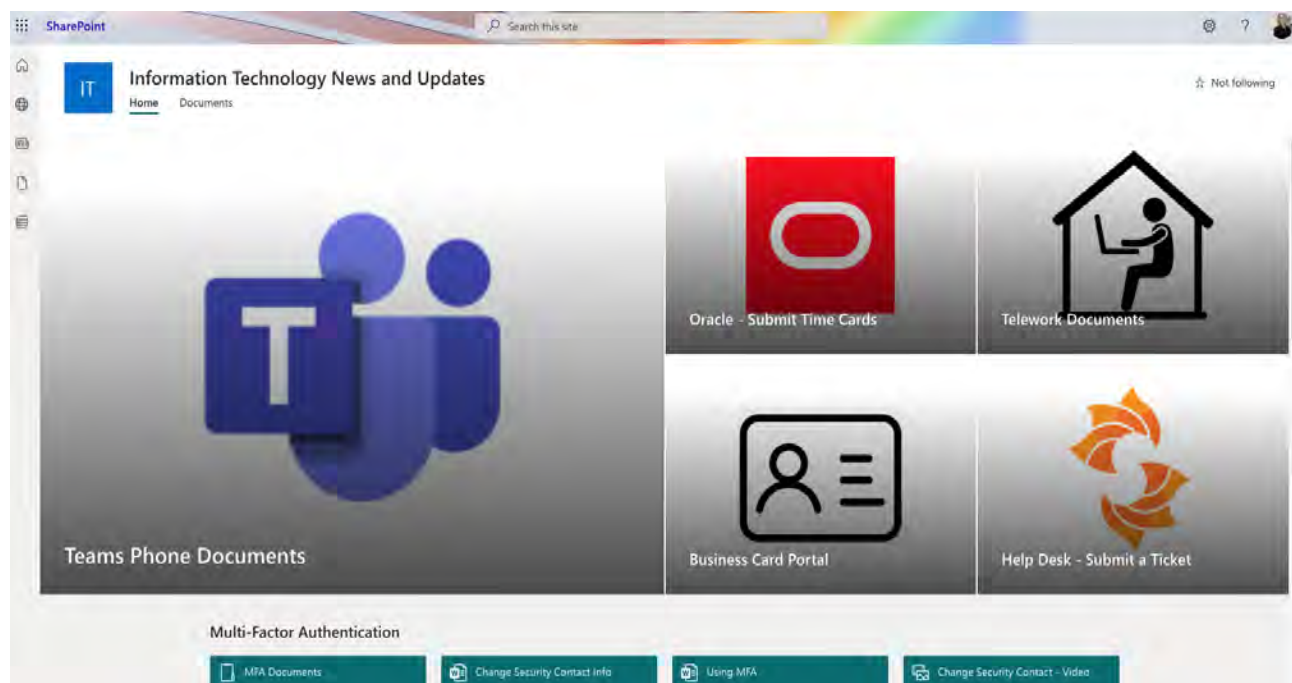 SharePoint
Search this site
?
IT
Information Technology News and Updates
Home Documents
Not following
T
Oracle - Submit Time Cards
Telework Documents
Teams Phone Documents
Business Card Portal
Help Desk - Submit a Ticket
Multi-Factor Authentication
MFA Documents
Change Security Contact Info
Using MFA
Change Security Contact - Video